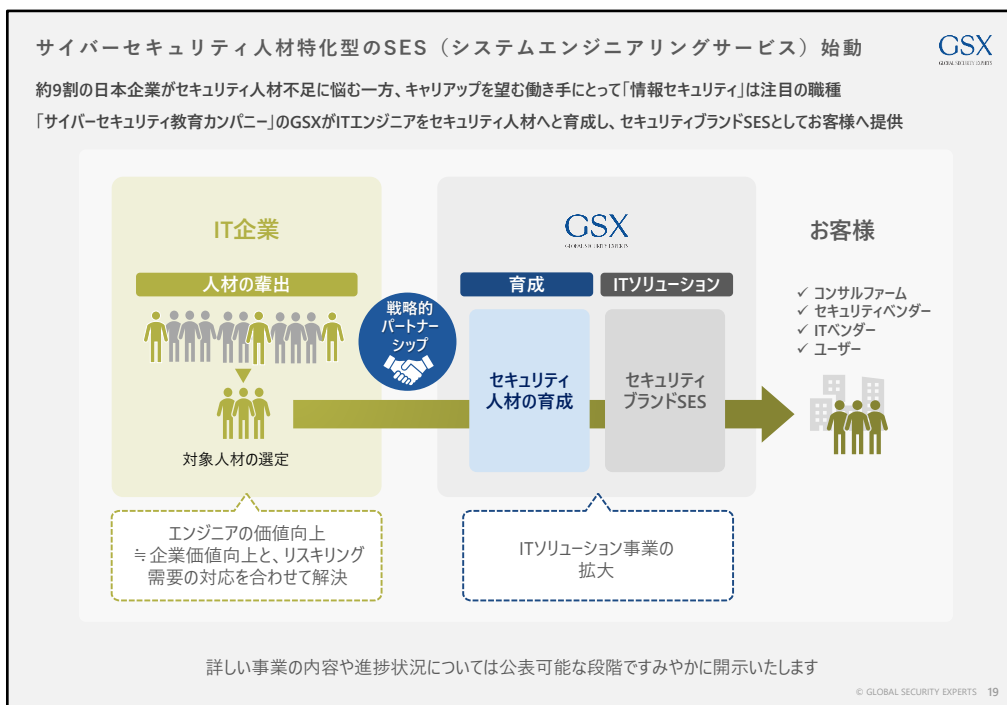 サイバーセキュリティ人材特化型のSES（システムエンジニアリングサービス）始動
GSX
GLOBAL SECURITY EXPERTS
約9割の日本企業がセキュリティ人材不足に悩む一方、キャリアップを望む働き手にとって「情報セキュリティ」は注目の職種
「サイバーセキュリティ教育カンパニー」のGSXがITエンジニアをセキュリティ人材へと育成し、セキュリティブランドSESとしてお客様へ提供
IT企業
人材の輩出
対象人材の選定
エンジニアの価値向上
≒企業価値向上と、リスキリング
需要の対応を合わせて解決
戦略的
パートナー
シップ
GSX
GLOBAL SECURITY EXPERTS
育成
ITソリューション
セキュリティ
人材の育成
セキュリティ
ブランドSES
ITソリューション事業の
拡大
お客様
✓ コンサルファーム
✓ セキュリティベンダー
✓ ITベンダー
✓ ユーザー
詳しい事業の内容や進捗状況については公表可能な段階ですみやかに開示いたします
© GLOBAL SECURITY EXPERTS 19